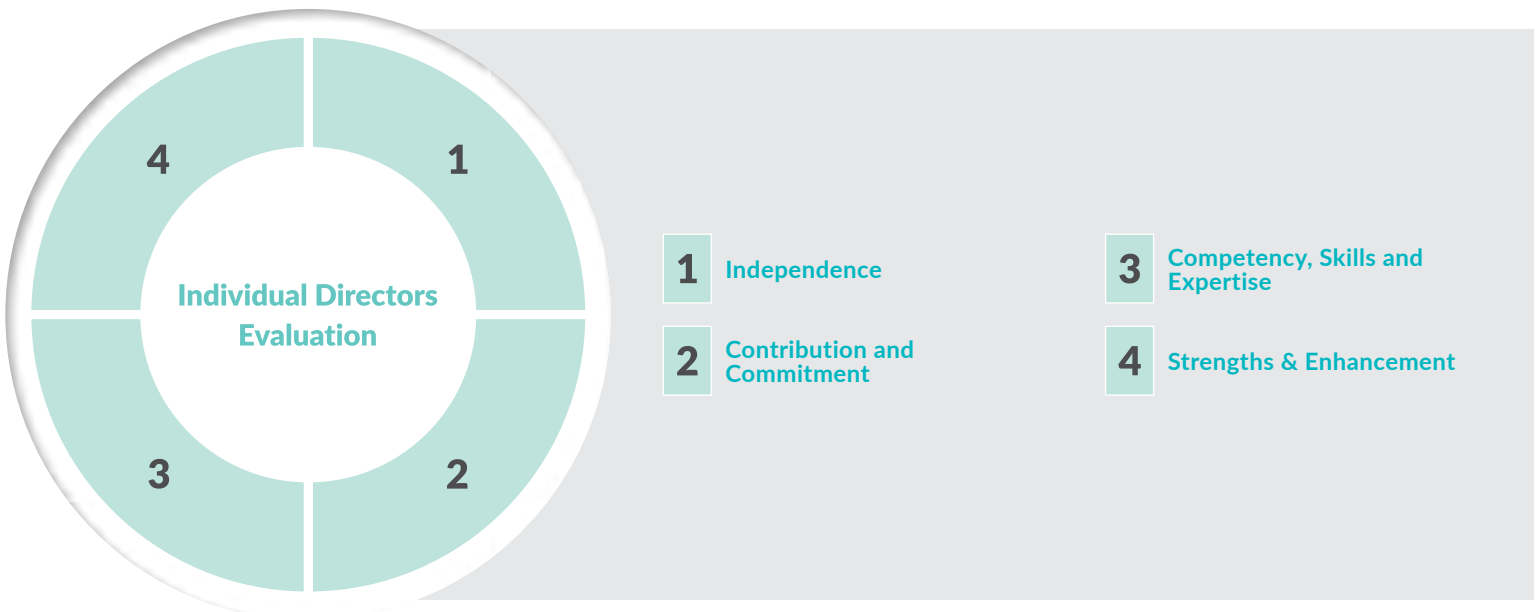 4
1
Individual Directors
Evaluation
3
2
1
Independence
2
Contribution and
Commitment
3
Competency, Skills and
Expertise
4
Strengths & Enhancement